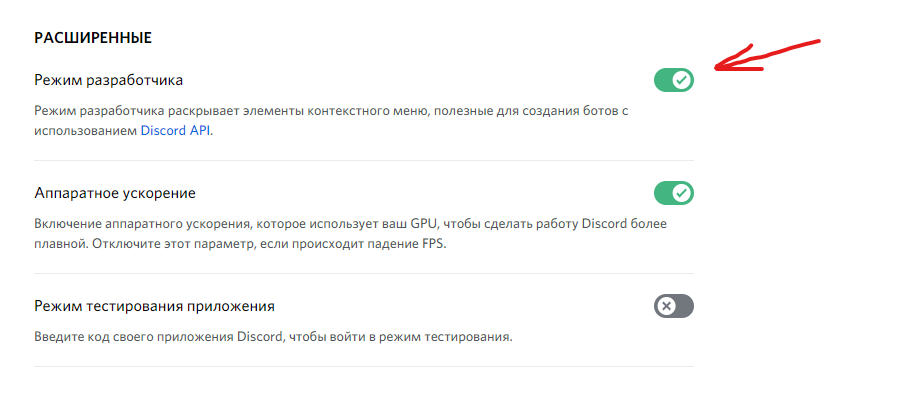 РАСШИРЕННЫЕ
Режим разработчика
Режим разработчика раскрывает элементы контекстного меню, полезные для создания ботов с
использованием Discord API.
Аппаратное ускорение
Включение аппаратного ускорения, которое использует ваш GPU, чтобы сделать работу Discord более
плавной. Отключите этот параметр, если происходит падение FPS.
Режим тестирования приложения
Введите код своего приложения Discord, чтобы войти в режим тестирования.